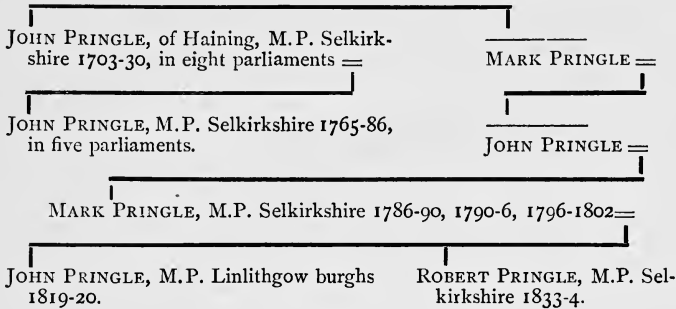 JOHN PRINGLE, of Haining, M.P. Selkirk-
shire 1703-30, in eight parliaments =
MARK PRINGLE =
JOHN PRINGLE, M.P. Selkirkshire 1765-86,
in five parliaments.
JOHN PRINGLE =
MARK PRINGLE, M.P. Selkirkshire 1786-90, 1790-6, 1796-1802=
JOHN PRINGLE, M.P. Linlithgow burghs
1819-20.
ROBERT PRINGLE, M.P. Sel-
kirkshire 1833-4.